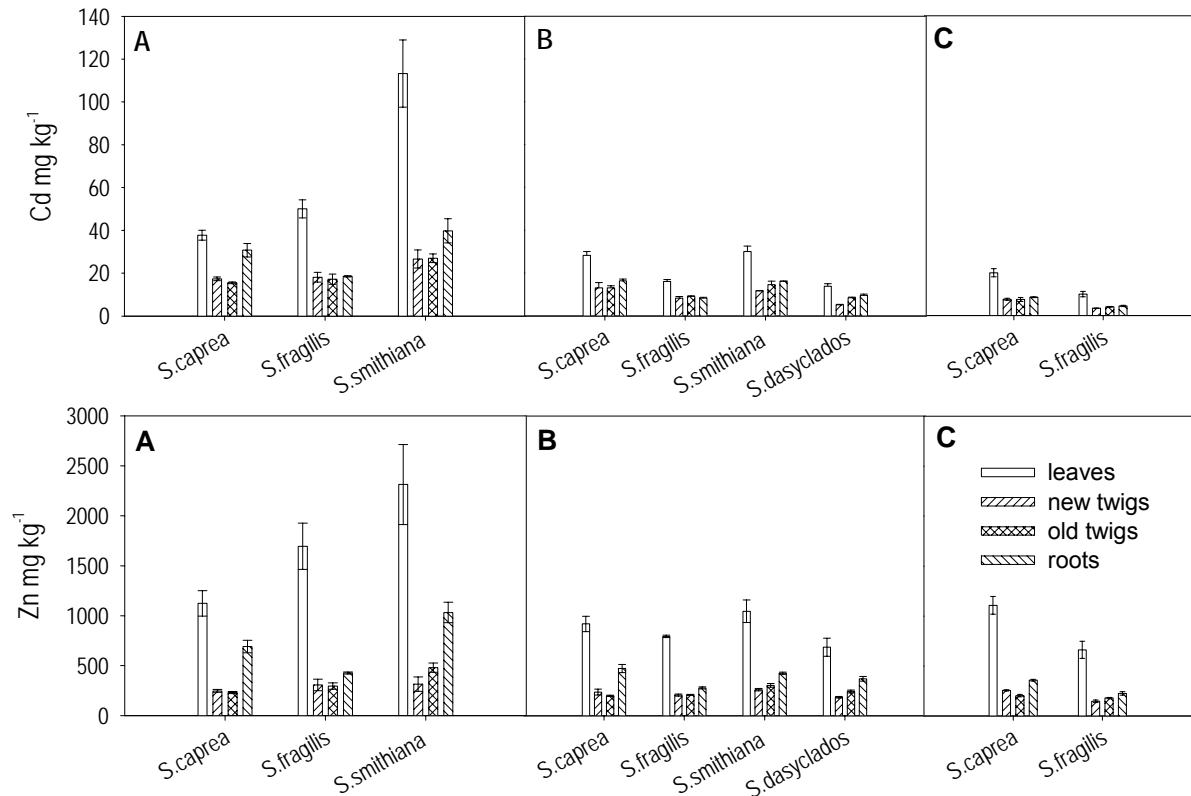 140
120
100
80
60
40
20
0
Cd mg kg-1
A
B
C
S.caprea
S.fragilis
S.smithiana
S.caprea
S.fragilis
S.smithiana
S.dasyclados
S.caprea
S.fragilis
3000
2500
2000
1500
1000
500
0
Zn mg kg-1
A
B
C
leaves
new twigs
old twigs
roots
S.caprea
S.fragilis
S.smithiana
S.caprea
S.fragilis
S.smithiana
S.dasyclados
S.caprea
S.fragilis